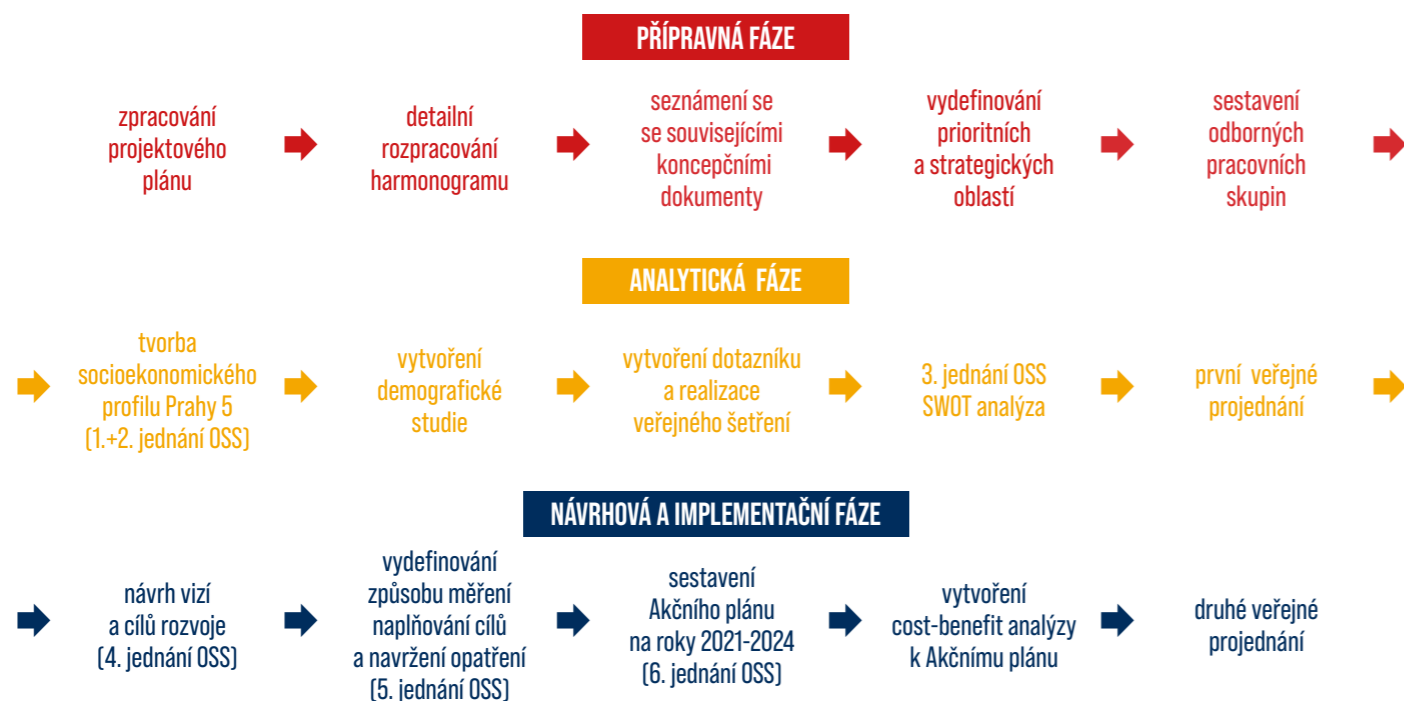 PŘÍPRAVNÁ FÁZE
zpracování
projektového
plánu
detailní
rozpracování
harmonogramu
seznámení se
se souvisejícími
koncepčními
dokumenty
vydefinování
prioritních
a strategických
oblastí
sestavení
odborných
pracovních
skupin
ANALYTICKÁ FÁZE
tvorba
socioekonomického
profilu Prahy 5
(1.+2. jednání OSS)
vytvoření
demografické
studie
vytvoření dotazníku
a realizace
veřejného šetření
3. jednání OSS
SWOT analýza
první veřejné
projednání
NÁVRHOVÁ A IMPLEMENTAČNÍ FÁZE
návrh vizí
a cílů rozvoje
(4. jednání OSS)
vydefinování
způsobu měření
naplňování cílů
a navržení opatření
(5. jednání OSS)
sestavení
Akčního plánu
na roky 2021-2024
(6. jednání OSS)
vytvoření
cost-benefit analýzy
k Akčnímu plánu
druhé veřejné
projednání